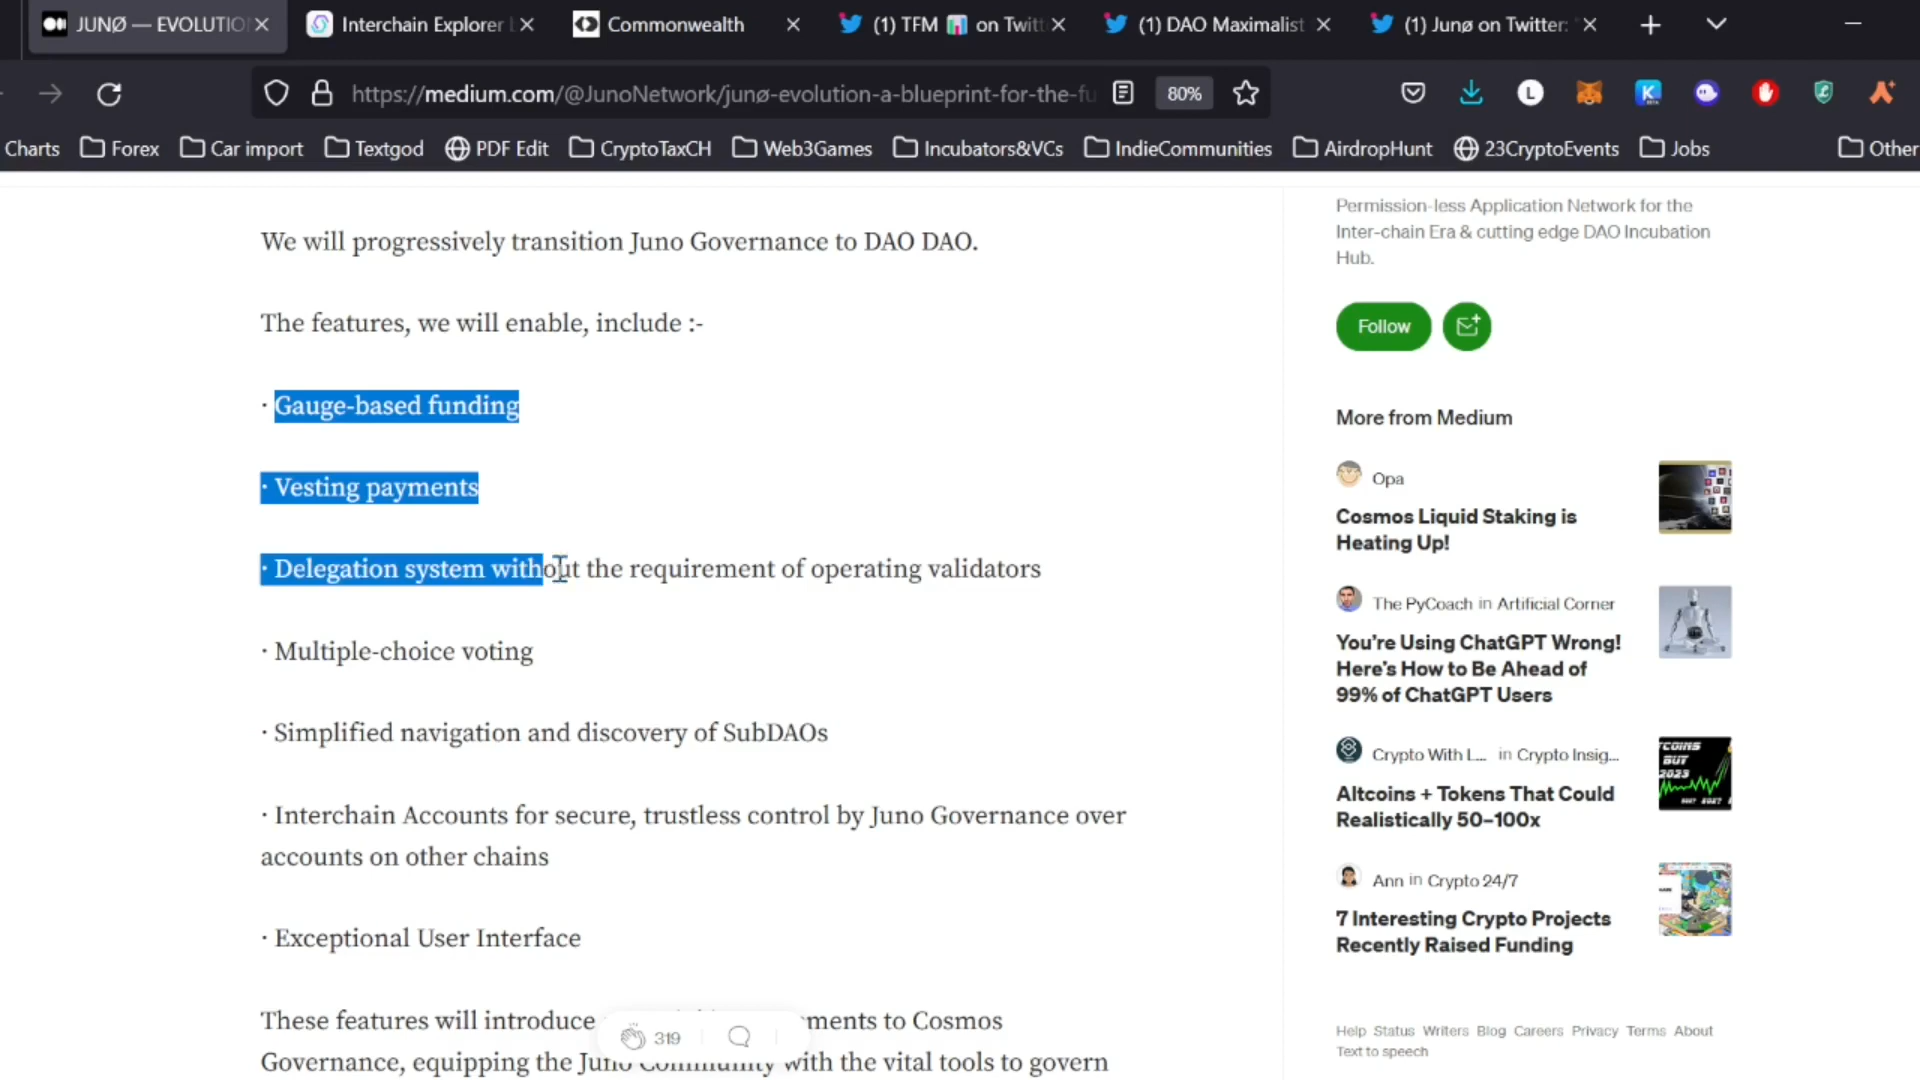 JUNØ — EVOLUTIO
Interchain Explorer
Commonwealth
(1) TFM 📊 on Twitt
(1) DAO Maximalist
(1) Junø on Twitter: "
https://medium.com/@JunoNetwork/junø-evolution-a-blueprint-for-the-fu
80%
Charts
Forex
Car import
Textgod
PDF Edit
CryptoTaxCH
Web3Games
Incubators&VCs
IndieCommunities
AirdropHunt
23CryptoEvents
Jobs
Other
We will progressively transition Juno Governance to DAO DAO.
The features, we will enable, include :-
· Gauge-based funding
· Vesting payments
· Delegation system without the requirement of operating validators
· Multiple-choice voting
· Simplified navigation and discovery of SubDAOs
· Interchain Accounts for secure, trustless control by Juno Governance over
accounts on other chains
· Exceptional User Interface
These features will introduce ments to Cosmos
Governance, equipping the Juno Community with the vital tools to govern
319
Permission-less Application Network for the
Inter-chain Era & cutting edge DAO Incubation
Hub.
Follow
More from Medium
Opa
Cosmos Liquid Staking is
Heating Up!
The PyCoach in Artificial Corner
You're Using ChatGPT Wrong!
Here's How to Be Ahead of
99% of ChatGPT Users
Crypto With L... in Crypto Insig...
Altcoins + Tokens That Could
Realistically 50–100x
Ann in Crypto 24/7
7 Interesting Crypto Projects
Recently Raised Funding
Help Status Writers Blog Careers Privacy Terms About
Text to speech